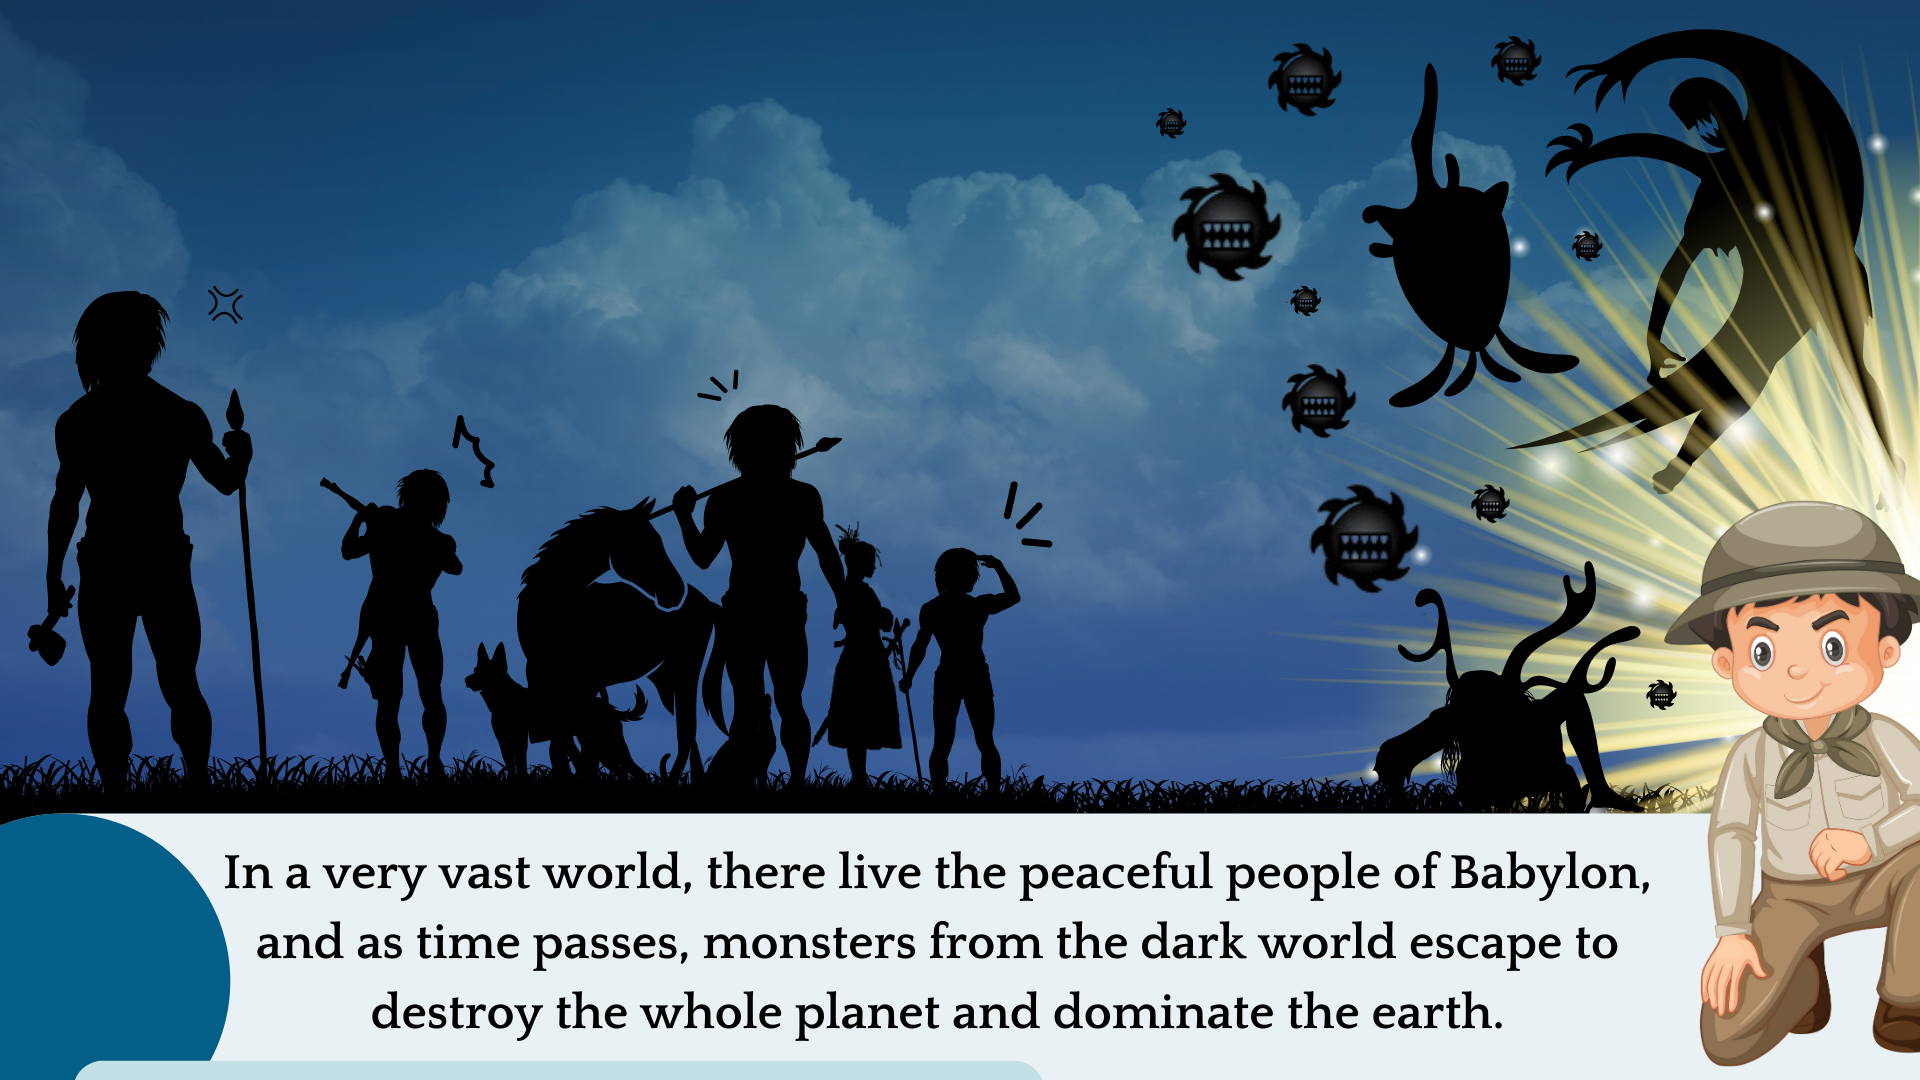 In a very vast world, there live the peaceful people of Babylon,
and as time passes, monsters from the dark world escape to
destroy the whole planet and dominate the earth.